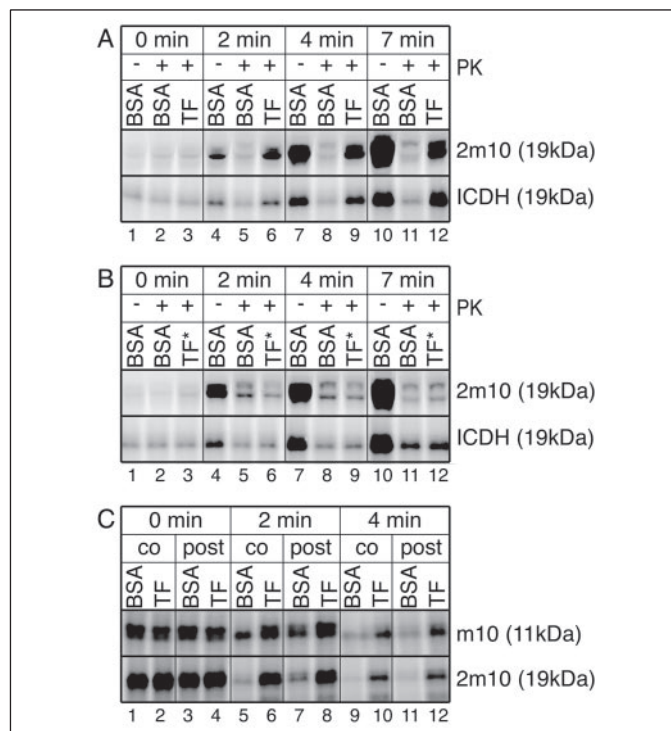 A 0 min 2 min 4 min 7 min
- + + - + + - + + - + + PK
BSA BSA TF BSA BSA TF BSA BSA TF BSA BSA TF
2m10 (19kDa)
ICDH (19kDa)
1 2 3 4 5 6 7 8 9 10 11 12
B 0 min 2 min 4 min 7 min
- + + - + + - + + - + + PK
BSA BSA TF* BSA BSA TF* BSA BSA TF* BSA BSA TF*
2m10 (19kDa)
ICDH (19kDa)
1 2 3 4 5 6 7 8 9 10 11 12
C 0 min 2 min 4 min
co post co post co post
BSA TF BSA TF BSA TF BSA TF BSA TF BSA TF
m10 (11kDa)
2m10 (19kDa)
1 2 3 4 5 6 7 8 9 10 11 12